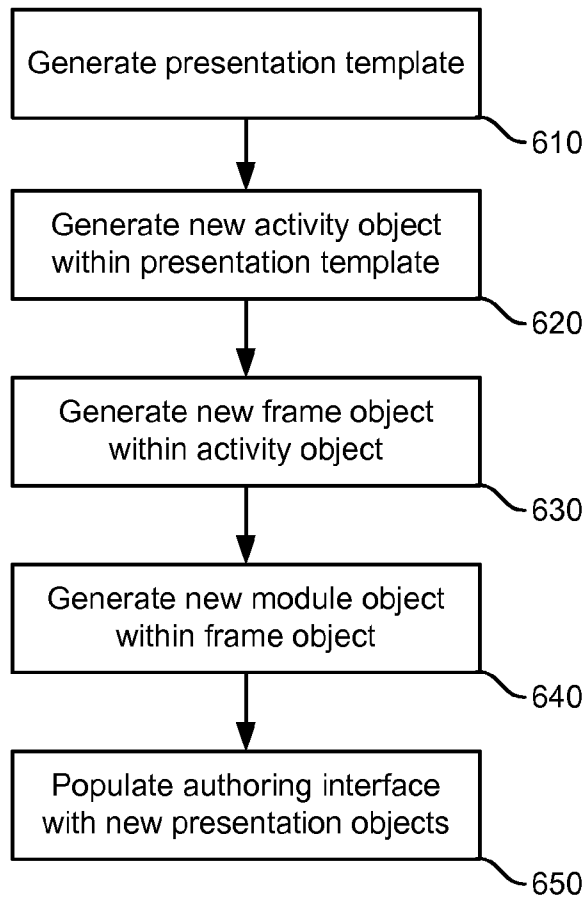 Generate presentation template
610
Generate new activity object
within presentation template
620
Generate new frame object
within activity object
630
Generate new module object
within frame object
640
Populate authoring interface
with new presentation objects
650